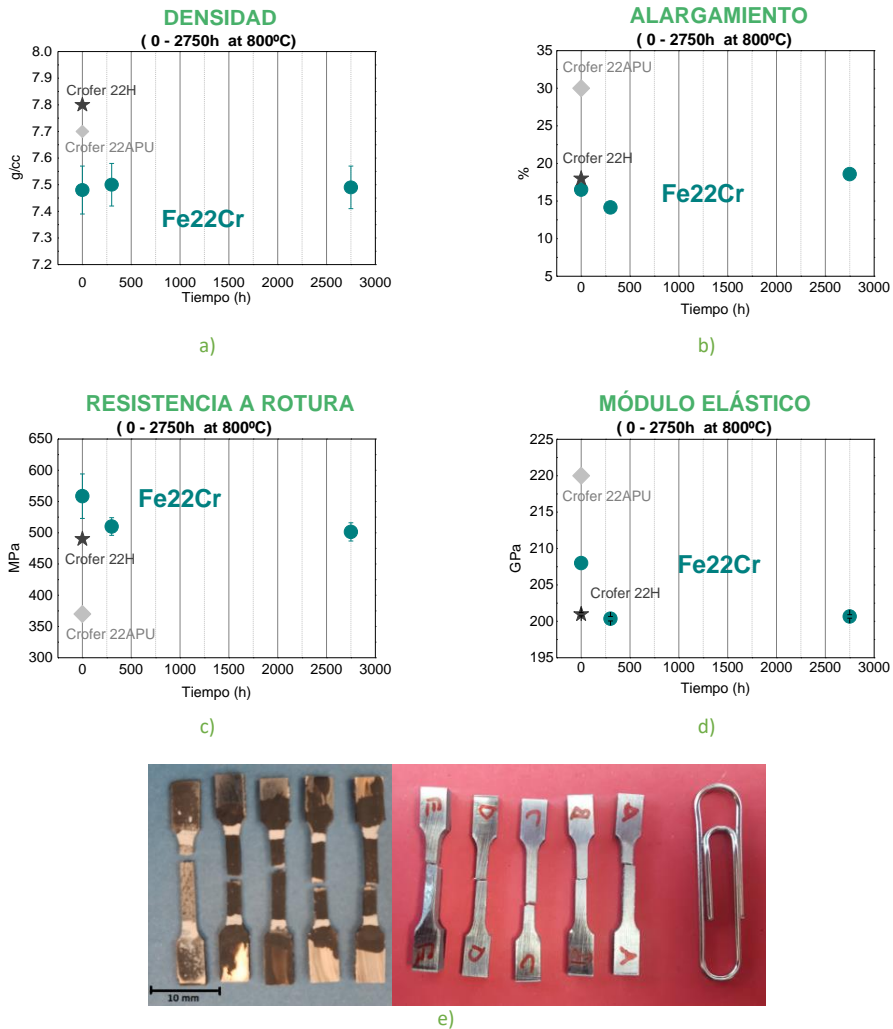 DENSIDAD
( 0 - 2750h at 800ºC)
8.0
7.9
7.8
7.7
7.6
7.5
7.4
7.3
7.2
g/cc
Crofer 22H
Crofer 22APU
Fe22Cr
0 500 1000 1500 2000 2500 3000
Tiempo (h)
a)
ALARGAMIENTO
( 0 - 2750h at 800ºC)
35
30
25
20
15
10
5
%
Crofer 22APU
Crofer 22H
Fe22Cr
0 500 1000 1500 2000 2500 3000
Tiempo (h)
b)
RESISTENCIA A ROTURA
( 0 - 2750h at 800ºC)
650
600
550
500
450
400
350
300
MPa
Fe22Cr
Crofer 22H
Crofer 22APU
0 500 1000 1500 2000 2500 3000
Tiempo (h)
c)
MÓDULO ELÁSTICO
( 0 - 2750h at 800ºC)
225
220
215
210
205
200
195
GPa
Crofer 22APU
Fe22Cr
Crofer 22H
0 500 1000 1500 2000 2500 3000
Tiempo (h)
d)
E D C B A
E D C B A
10 mm
e)